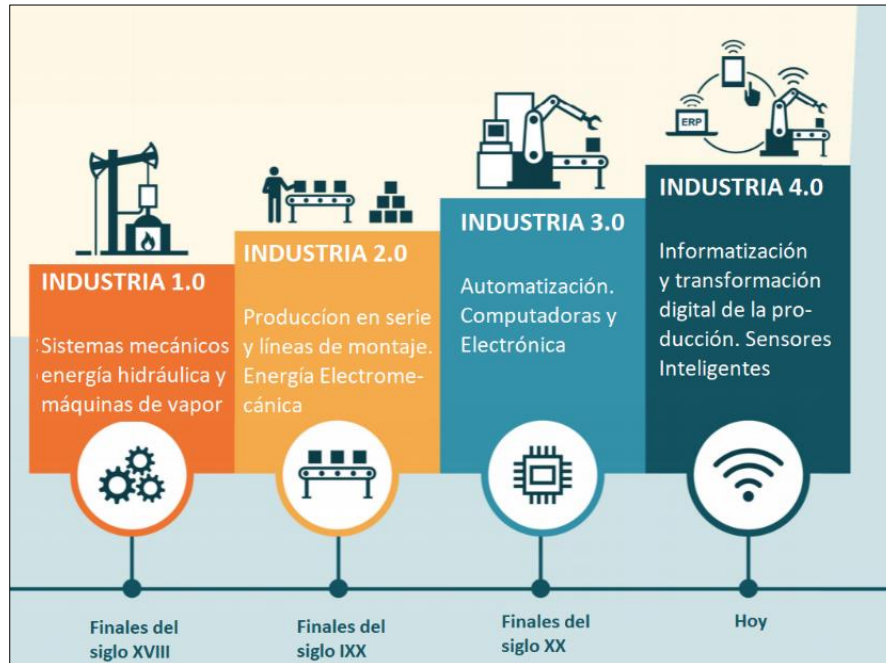 ERP
INDUSTRIA 1.0
Sistemas mecánicos
energía hidráulica y
máquinas de vapor
INDUSTRIA 2.0
Produccíon en serie
y líneas de montaje.
Energía Electrome-
cánica
INDUSTRIA 3.0
Automatización.
Computadoras y
Electrónica
INDUSTRIA 4.0
Informatización
y transformación
digital de la pro-
ducción. Sensores
Inteligentes
Finales del
siglo XVIII
Finales del
siglo IXX
Finales del
siglo XX
Hoy